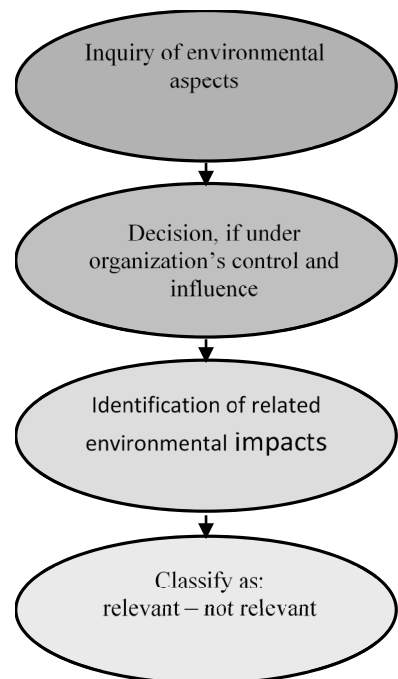 Inquiry of environmental
aspects
Decision, if under
organization’s control and
influence
Identification of related
environmental impacts
Classify as:
relevant – not relevant